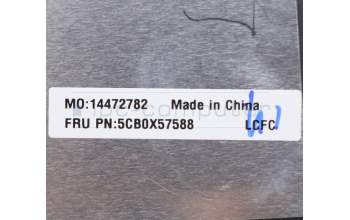 MO:14472782 Made in China
FRU PN:5CB0X57588 LCFC